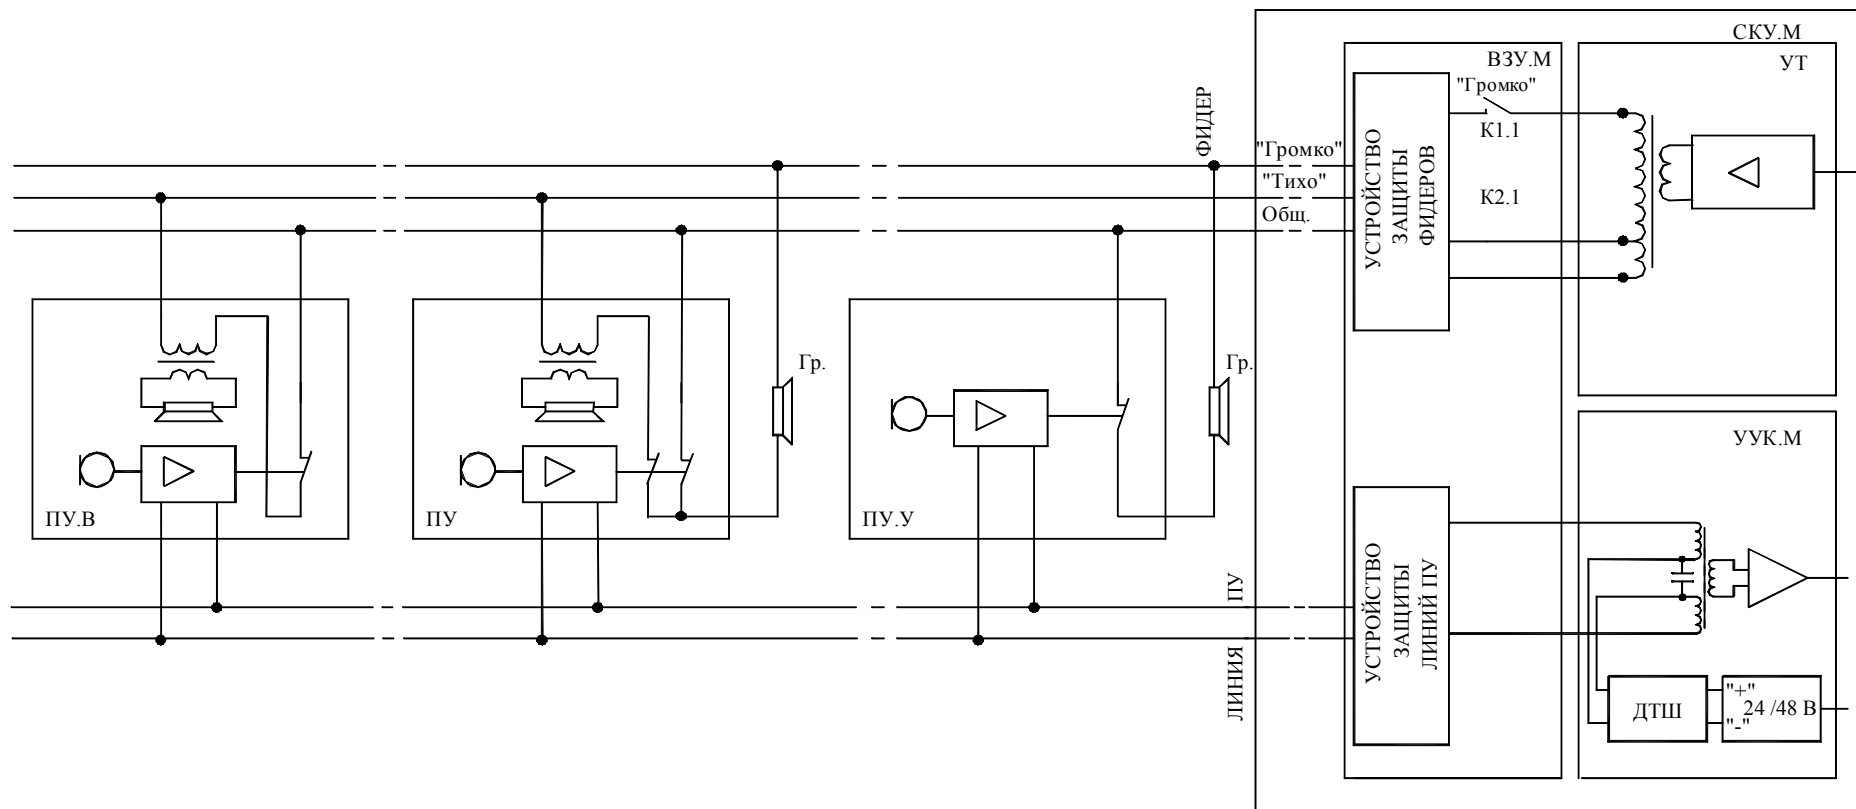 СКУ.М
ВЗУ.М
УТ
"Громко"
К1.1
К2.1
ФИДЕР
"Громко"
"Тихо"
Общ.
УСТРОЙСТВО
ЗАЩИТЫ
ФИДЕРОВ
Гр.
Гр.
ПУ.В
ПУ
ПУ.У
УУК.М
ЛИНИЯ ПУ
УСТРОЙСТВО
ЗАЩИТЫ
ЛИНИЙ ПУ
ДТШ
"+"
24 /48 В
"-"